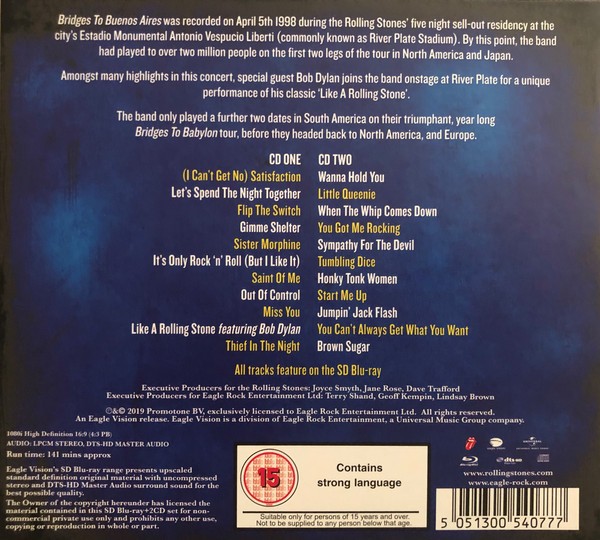 Bridges To Buenos Aires was recorded on April 5th 1998 during the Rolling Stones' five night sell-out residency at the
city's Estadio Monumental Antonio Vespucio Liberti (commonly known as River Plate Stadium). By this point, the band
had played to over two million people on the first two legs of the tour in North America and Japan.
Amongst many highlights in this concert, special guest Bob Dylan joins the band onstage at River Plate for a unique
performance of his classic 'Like A Rolling Stone'.
The band only played a further two dates in South America on their triumphant, year long
Bridges To Babylon tour, before they headed back to North America, and Europe.
CD ONE
(I Can't Get No) Satisfaction
Let's Spend The Night Together
Flip The Switch
Gimme Shelter
Sister Morphine
It's Only Rock 'n' Roll (But I Like It)
Saint Of Me
Out Of Control
Miss You
Like A Rolling Stone featuring Bob Dylan
Thief In The Night
CD TWO
Wanna Hold You
Little Queenie
When The Whip Comes Down
You Got Me Rocking
Sympathy For The Devil
Tumbling Dice
Honky Tonk Women
Start Me Up
Jumpin' Jack Flash
You Can't Always Get What You Want
Brown Sugar
All tracks feature on the SD Blu-ray
Executive Producers for the Rolling Stones: Joyce Smyth, Jane Rose, Dave Trafford
Executive Producers for Eagle Rock Entertainment Ltd: Terry Shand, Geoff Kempin, Lindsay Brown
℗&© 2019 Promotone BV, exclusively licensed to Eagle Rock Entertainment Ltd. All rights reserved.
An Eagle Vision release. Eagle Vision is a division of Eagle Rock Entertainment, a Universal Music Group company.
1080i High Definition 16:9 (4:3 PB)
AUDIO: LPCM STEREO, DTS-HD MASTER AUDIO
Run time: 141 mins approx
Eagle Vision's SD Blu-ray range presents upscaled
standard definition original material with uncompressed
stereo and DTS-HD Master Audio surround sound for the
best possible quality.
The Owner of the copyright hereunder has licensed the
material contained in this SD Blu-ray+2CD set for non-
commercial private use only and prohibits any other use,
copying or reproduction in whole or part.
15
Contains
strong language
Suitable only for persons of 15 years and over.
Not to be supplied to any person below that age.
www.rollingstones.com
www.eagle-rock.com
5 051300 540777